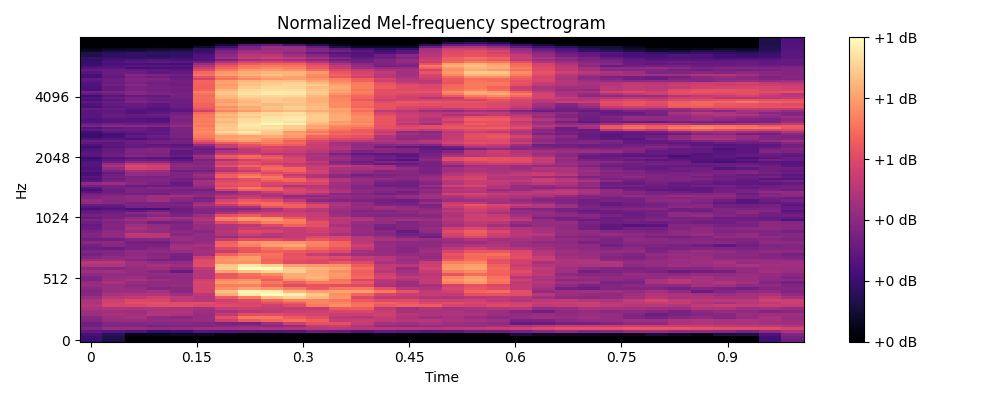 Normalized Mel-frequency spectrogram
Hz
4096
2048
1024
512
0
0 0.15 0.3 0.45 0.6 0.75 0.9
Time
+1 dB
+1 dB
+1 dB
+0 dB
+0 dB
+0 dB